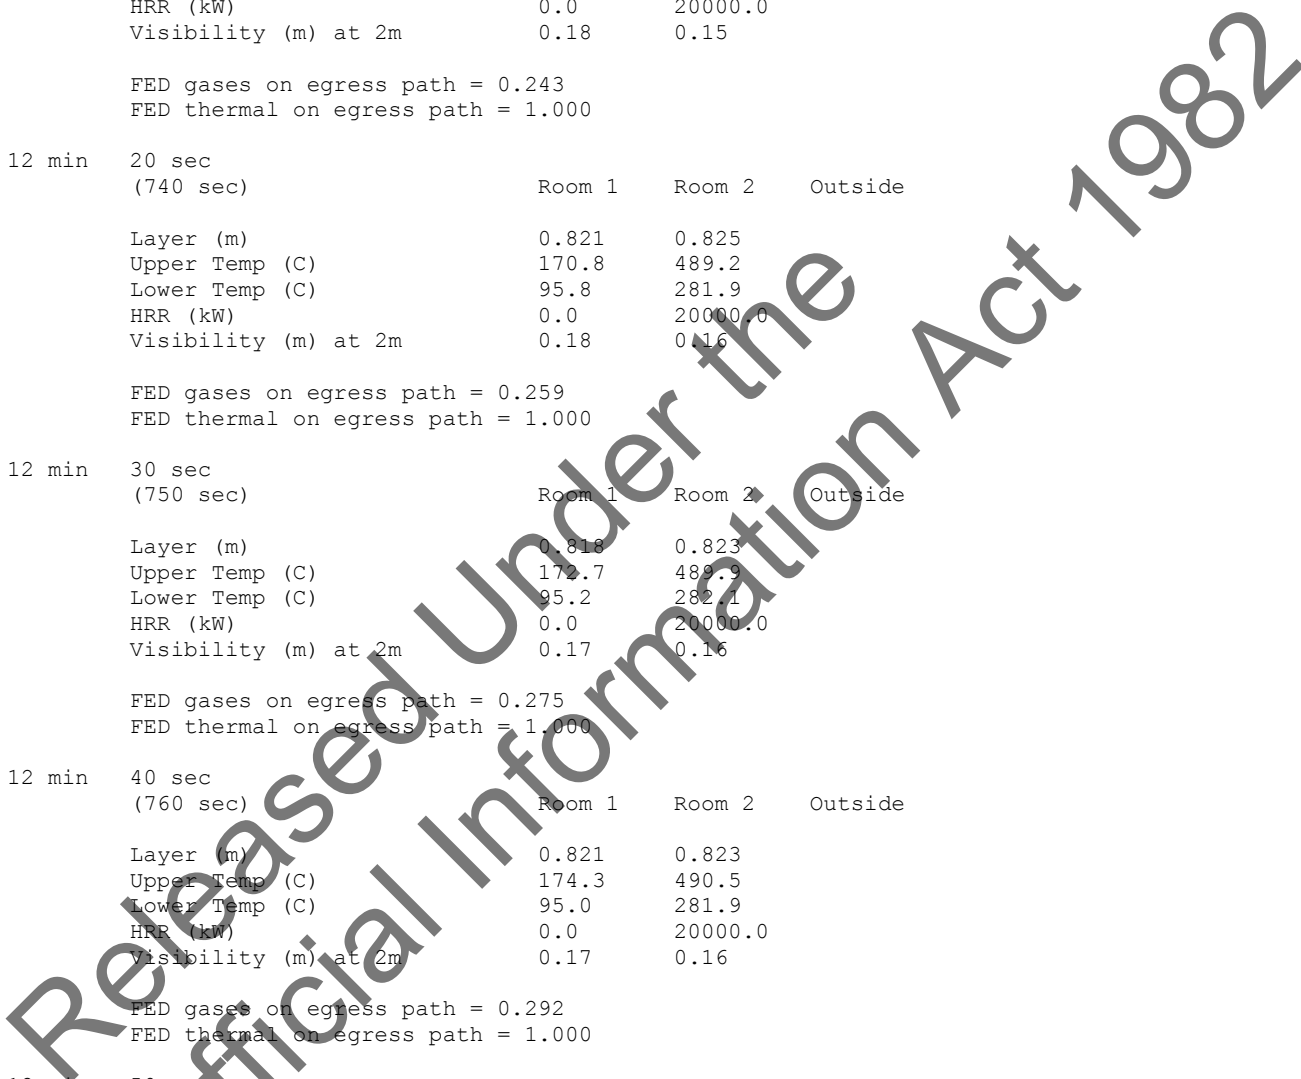 HRR (kW) 0.0 20000.0
Visibility (m) at 2m 0.18 0.15
FED gases on egress path = 0.243
FED thermal on egress path = 1.000
12 min 20 sec
(740 sec) Room 1 Room 2 Outside
Layer (m) 0.821 0.825
Upper Temp (C) 170.8 489.2
Lower Temp (C) 95.8 281.9
HRR (kW) 0.0 20000.0
Visibility (m) at 2m 0.18 0.16
FED gases on egress path = 0.259
FED thermal on egress path = 1.000
12 min 30 sec
(750 sec) Room 1 Room 2 Outside
Layer (m) 0.818 0.823
Upper Temp (C) 172.7 489.9
Lower Temp (C) 95.2 282.1
HRR (kW) 0.0 20000.0
Visibility (m) at 2m 0.17 0.16
FED gases on egress path = 0.275
FED thermal on egress path = 1.000
12 min 40 sec
(760 sec) Room 1 Room 2 Outside
Layer (m) 0.821 0.823
Upper Temp (C) 174.3 490.5
Lower Temp (C) 95.0 281.9
HRR (kW) 0.0 20000.0
Visibility (m) at 2m 0.17 0.16
FED gases on egress path = 0.292
FED thermal on egress path = 1.000
Released Under the
Information Act 1982